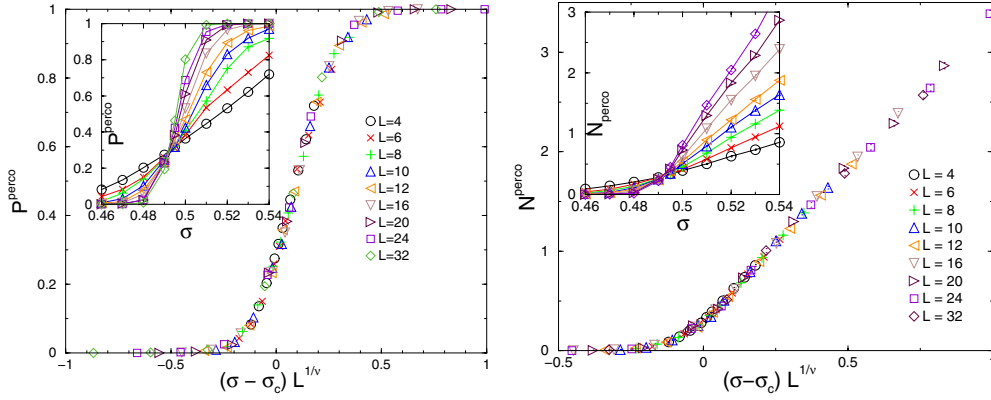 1
0.8
0.6
0.4
0.2
0
P^perco
−1
−0.5
0
0.5
1
(σ − σ_c) L^{1/ν}
1
0.8
0.6
0.4
0.2
0
P^perco
0.46
0.48
0.5
0.52
0.54
σ
L=4
L=6
L=8
L=10
L=12
L=16
L=20
L=24
L=32
3
2
1
0
N^perco
-0.5
0
0.5
1
(σ−σ_c) L^{1/ν}
3
2
1
0
N^perco
0.46
0.48
0.5
0.52
0.54
σ
L = 4
L = 6
L = 8
L = 10
L = 12
L = 16
L = 20
L = 24
L = 32